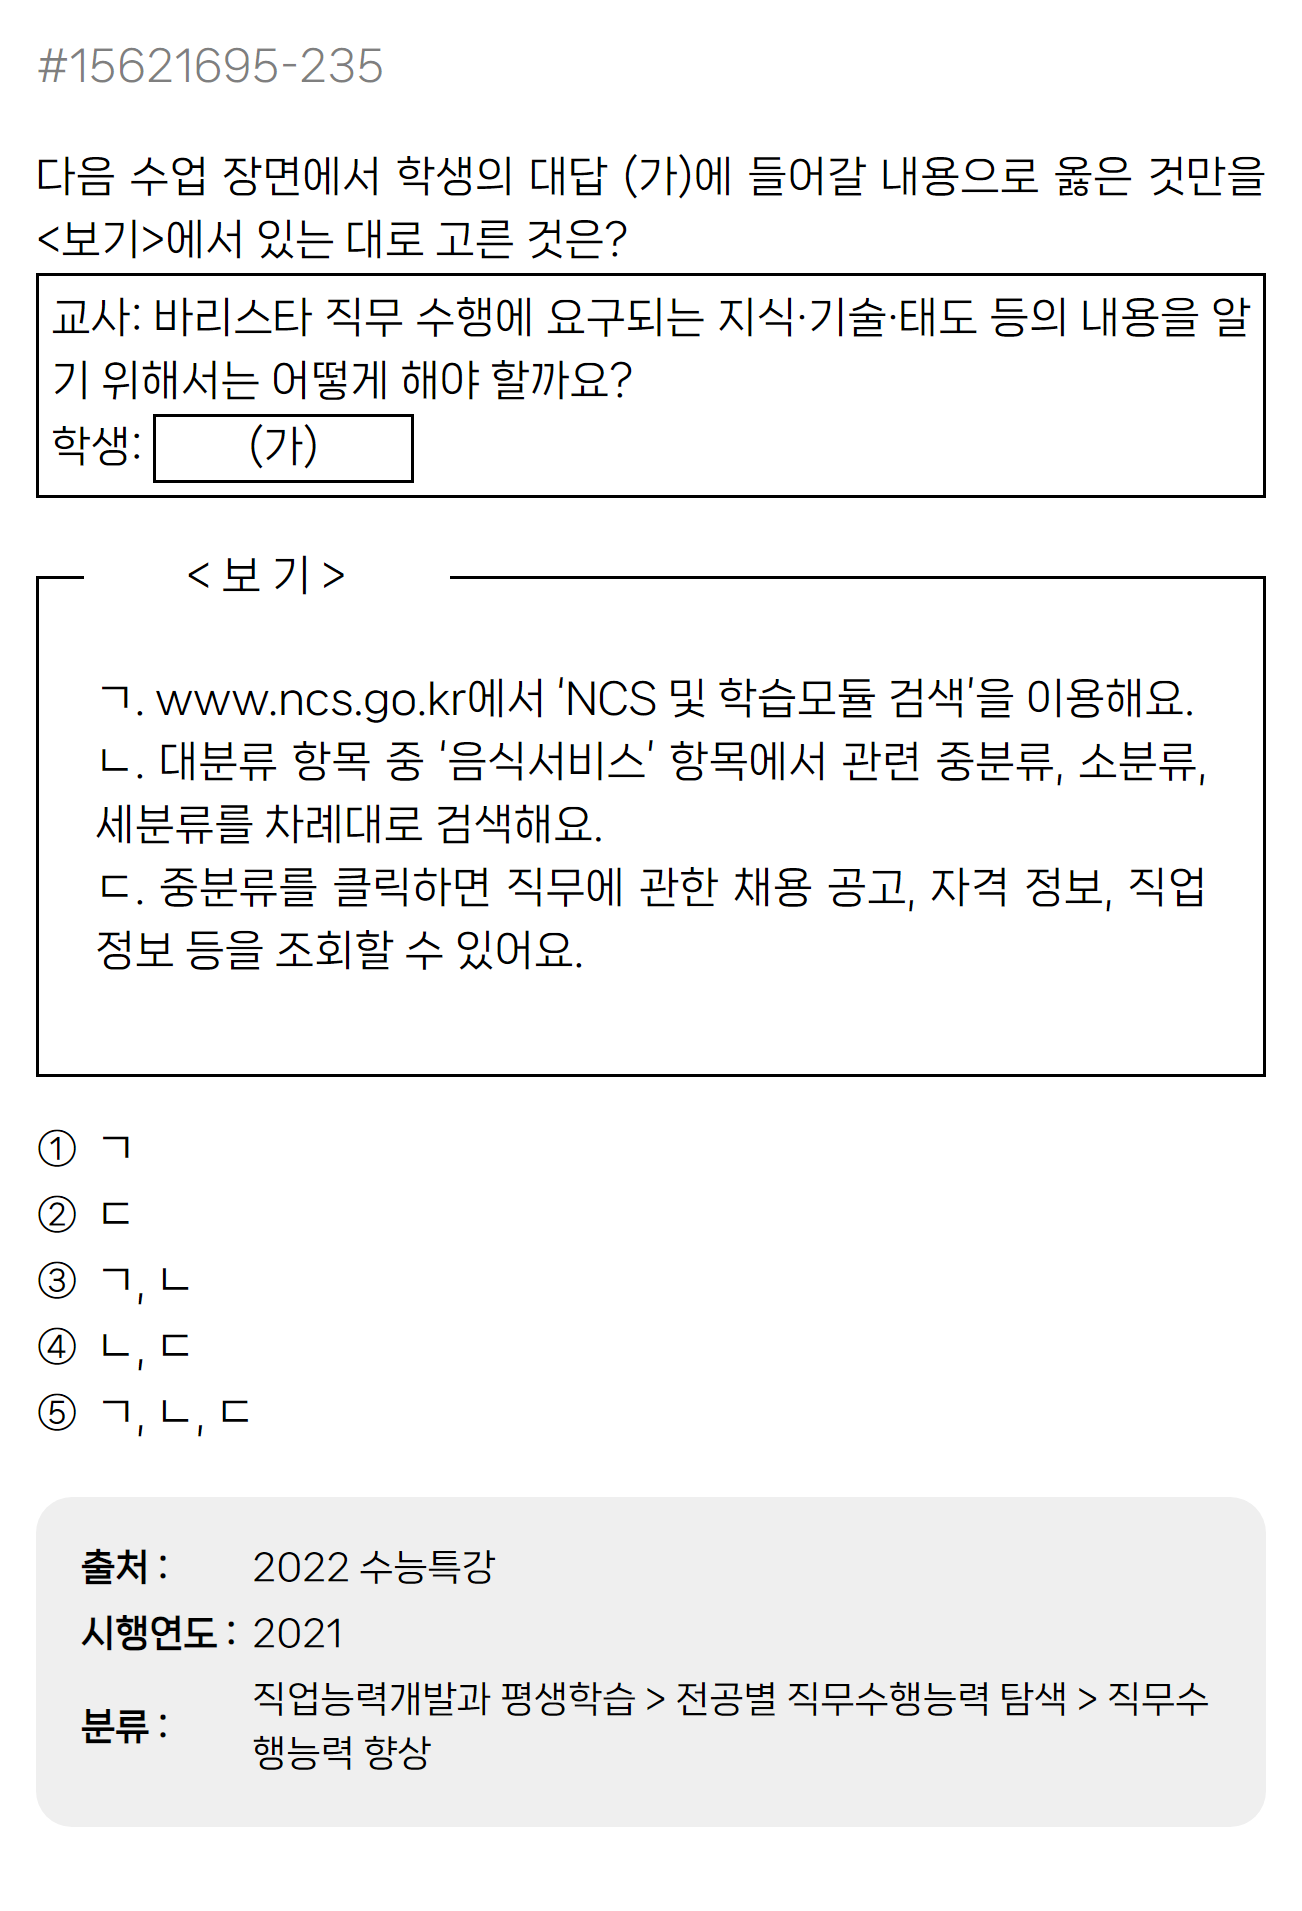 #15621695-235
다음 수업 장면에서 학생의 대답 (가)에 들어갈 내용으로 옳은 것만을
<보기>에서 있는 대로 고른 것은?
교사: 바리스타 직무 수행에 요구되는 지식·기술·태도 등의 내용을 알
기 위해서는 어떻게 해야 할까요?
학생: (가)
< 보 기 >
ㄱ. www.ncs.go.kr에서 ‘NCS 및 학습모듈 검색’을 이용해요.
ㄴ. 대분류 항목 중 ‘음식서비스’ 항목에서 관련 중분류, 소분류,
세분류를 차례대로 검색해요.
ㄷ. 중분류를 클릭하면 직무에 관한 채용 공고, 자격 정보, 직업
정보 등을 조회할 수 있어요.
① ㄱ
② ㄷ
③ ㄱ, ㄴ
④ ㄴ, ㄷ
⑤ ㄱ, ㄴ, ㄷ
출처 : 2022 수능특강
시행연도 : 2021
분류 : 직업능력개발과 평생학습 > 전공별 직무수행능력 탐색 > 직무수
행능력 향상